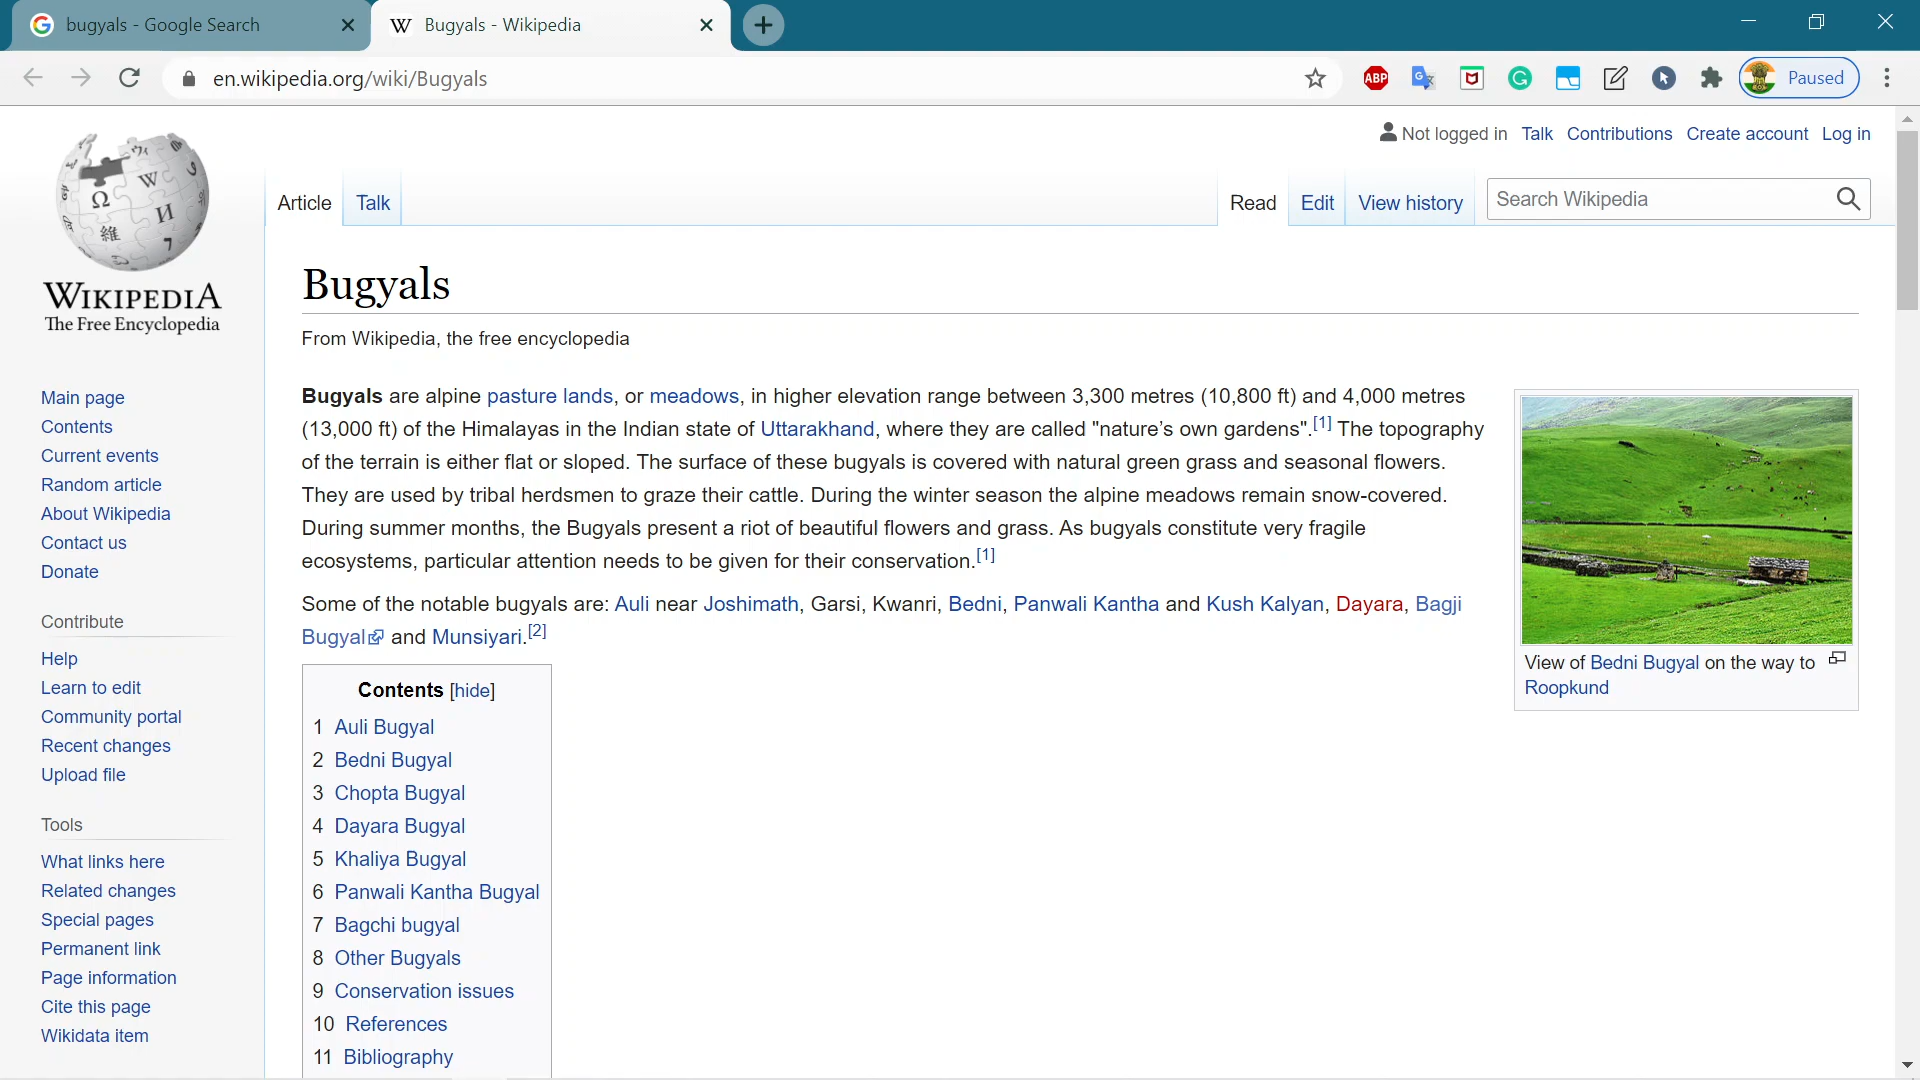 bugyals - Google Search
Bugyals - Wikipedia
en.wikipedia.org/wiki/Bugyals
ABP
Paused
Not logged in Talk Contributions Create account Log in
Article Talk
Read Edit View history Search Wikipedia
WIKIPEDIA
The Free Encyclopedia
Main page
Contents
Current events
Random article
About Wikipedia
Contact us
Donate
Contribute
Help
Learn to edit
Community portal
Recent changes
Upload file
Tools
What links here
Related changes
Special pages
Permanent link
Page information
Cite this page
Wikidata item
Bugyals
From Wikipedia, the free encyclopedia
Bugyals are alpine pasture lands, or meadows, in higher elevation range between 3,300 metres (10,800 ft) and 4,000 metres
(13,000 ft) of the Himalayas in the Indian state of Uttarakhand, where they are called "nature's own gardens".[1] The topography
of the terrain is either flat or sloped. The surface of these bugyals is covered with natural green grass and seasonal flowers.
They are used by tribal herdsmen to graze their cattle. During the winter season the alpine meadows remain snow-covered.
During summer months, the Bugyals present a riot of beautiful flowers and grass. As bugyals constitute very fragile
ecosystems, particular attention needs to be given for their conservation.[1]
Some of the notable bugyals are: Auli near Joshimath, Garsi, Kwanri, Bedni, Panwali Kantha and Kush Kalyan, Dayara, Bagji
Bugyal and Munsiyari.[2]
View of Bedni Bugyal on the way to
Roopkund
Contents [hide]
1 Auli Bugyal
2 Bedni Bugyal
3 Chopta Bugyal
4 Dayara Bugyal
5 Khaliya Bugyal
6 Panwali Kantha Bugyal
7 Bagchi bugyal
8 Other Bugyals
9 Conservation issues
10 References
11 Bibliography